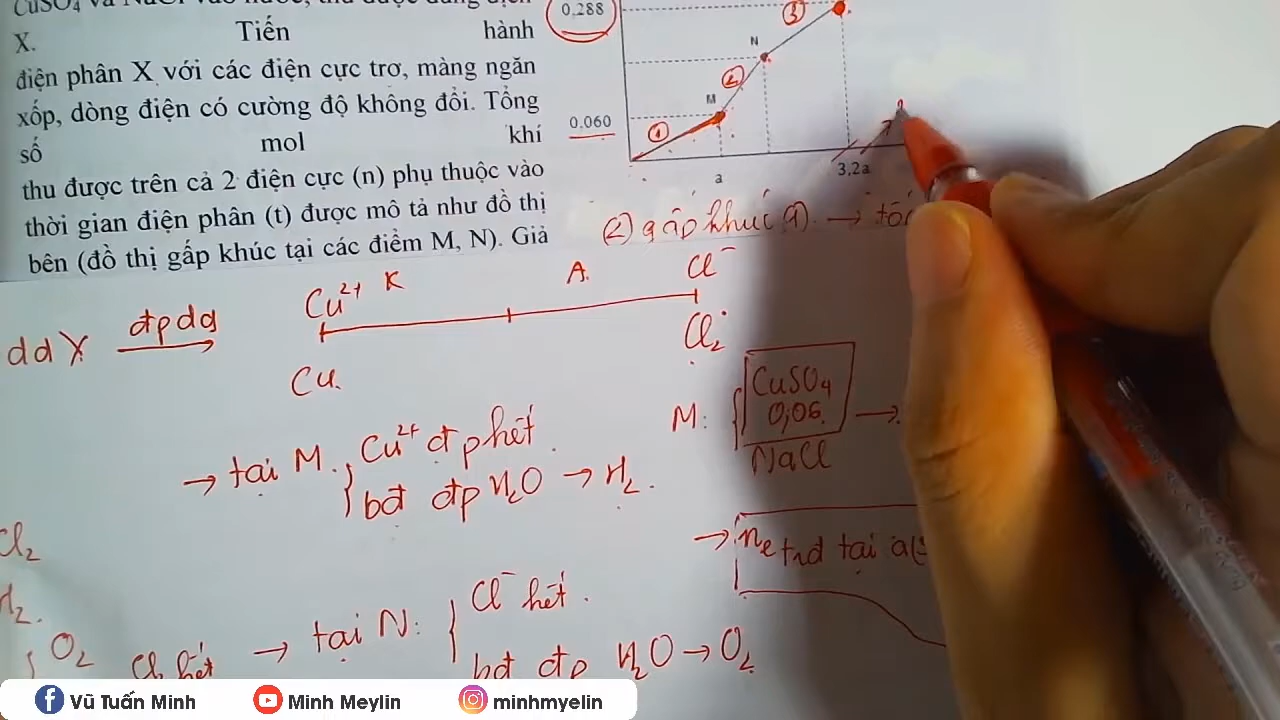 CuSO4 và NaCl vào nước, thu được dung dịch
X. Tiến hành
điện phân X với các điện cực trơ, màng ngăn
xốp, dòng điện có cường độ không đổi. Tổng
số mol khí
thu được trên cả 2 điện cực (n) phụ thuộc vào
thời gian điện phân (t) được mô tả như đồ thị
bên (đồ thị gấp khúc tại các điểm M, N). Giả
0.288
0.060
③
N
②
M
①
a
3,2a
(2) gấp khúc (1) → tố
ddX đpdd →
Cu2+ K A. Cl-
Cu. Cl2
→ tại M. { Cu2+ đp hết.
bđ đp H2O → H2.
M: { CuSO4
0,06
NaCl
→
→ ne trđ tại a(
Cl2
H2.
O2
Cl- hết → tại N: { Cl- hết.
bđ đp H2O → O2
Vũ Tuấn Minh
Minh Meylin
minhmyelin